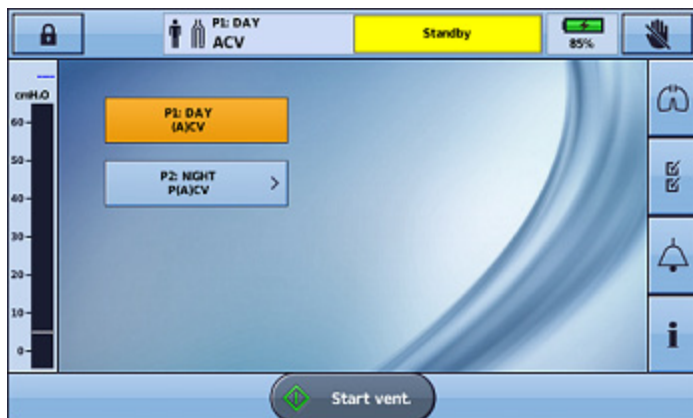 P1: DAY
ACV
Standby
85%
cmH₂O
60
50
40
30
20
10
0
P1: DAY
(A)CV
P2: NIGHT
P(A)CV
Start vent.